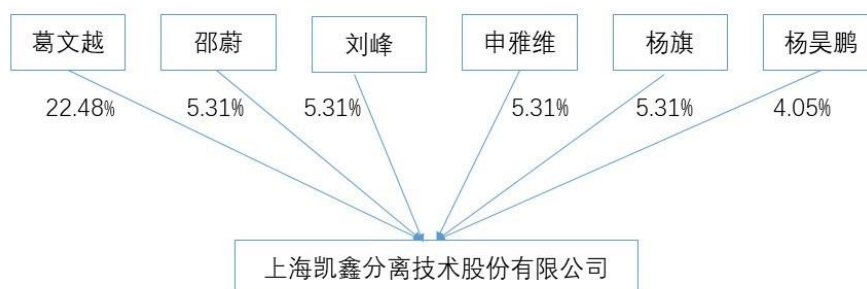 葛文越 邵蔚 刘峰 申雅维 杨旗 杨昊鹏
22.48% 5.31% 5.31% 5.31% 5.31% 4.05%
上海凯鑫分离技术股份有限公司